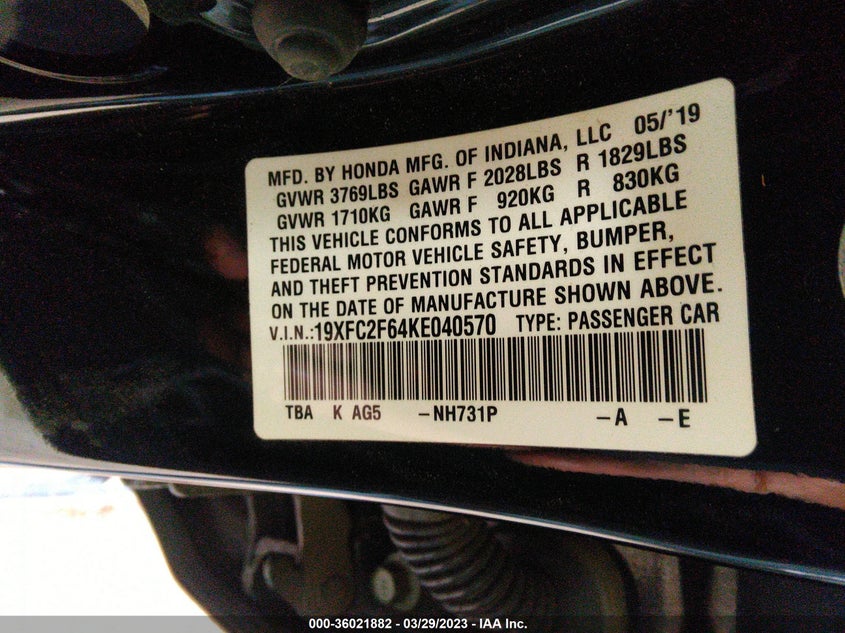 MFD. BY HONDA MFG. OF INDIANA, LLC 05/'19
GVWR 3769LBS GAWR F 2028LBS R 1829LBS
GVWR 1710KG GAWR F 920KG R 830KG
THIS VEHICLE CONFORMS TO ALL APPLICABLE
FEDERAL MOTOR VEHICLE SAFETY, BUMPER,
AND THEFT PREVENTION STANDARDS IN EFFECT
ON THE DATE OF MANUFACTURE SHOWN ABOVE.
V.I.N.:19XFC2F64KE040570 TYPE: PASSENGER CAR
TBA K AG5 –NH731P –A –E
000-36021882 - 03/29/2023 - IAA Inc.